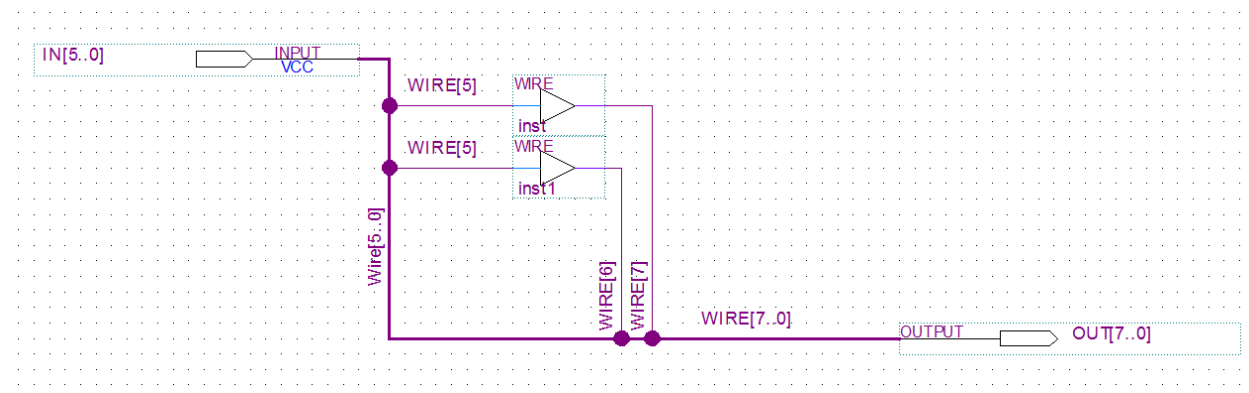 IN[5..0]
INPUT
VCC
WIRE[5]
WIRE
inst
WIRE[5]
WIRE
inst1
Wire[5..0]
WIRE[6]
WIRE[7]
WIRE[7..0]
OUTPUT
OUT[7..0]